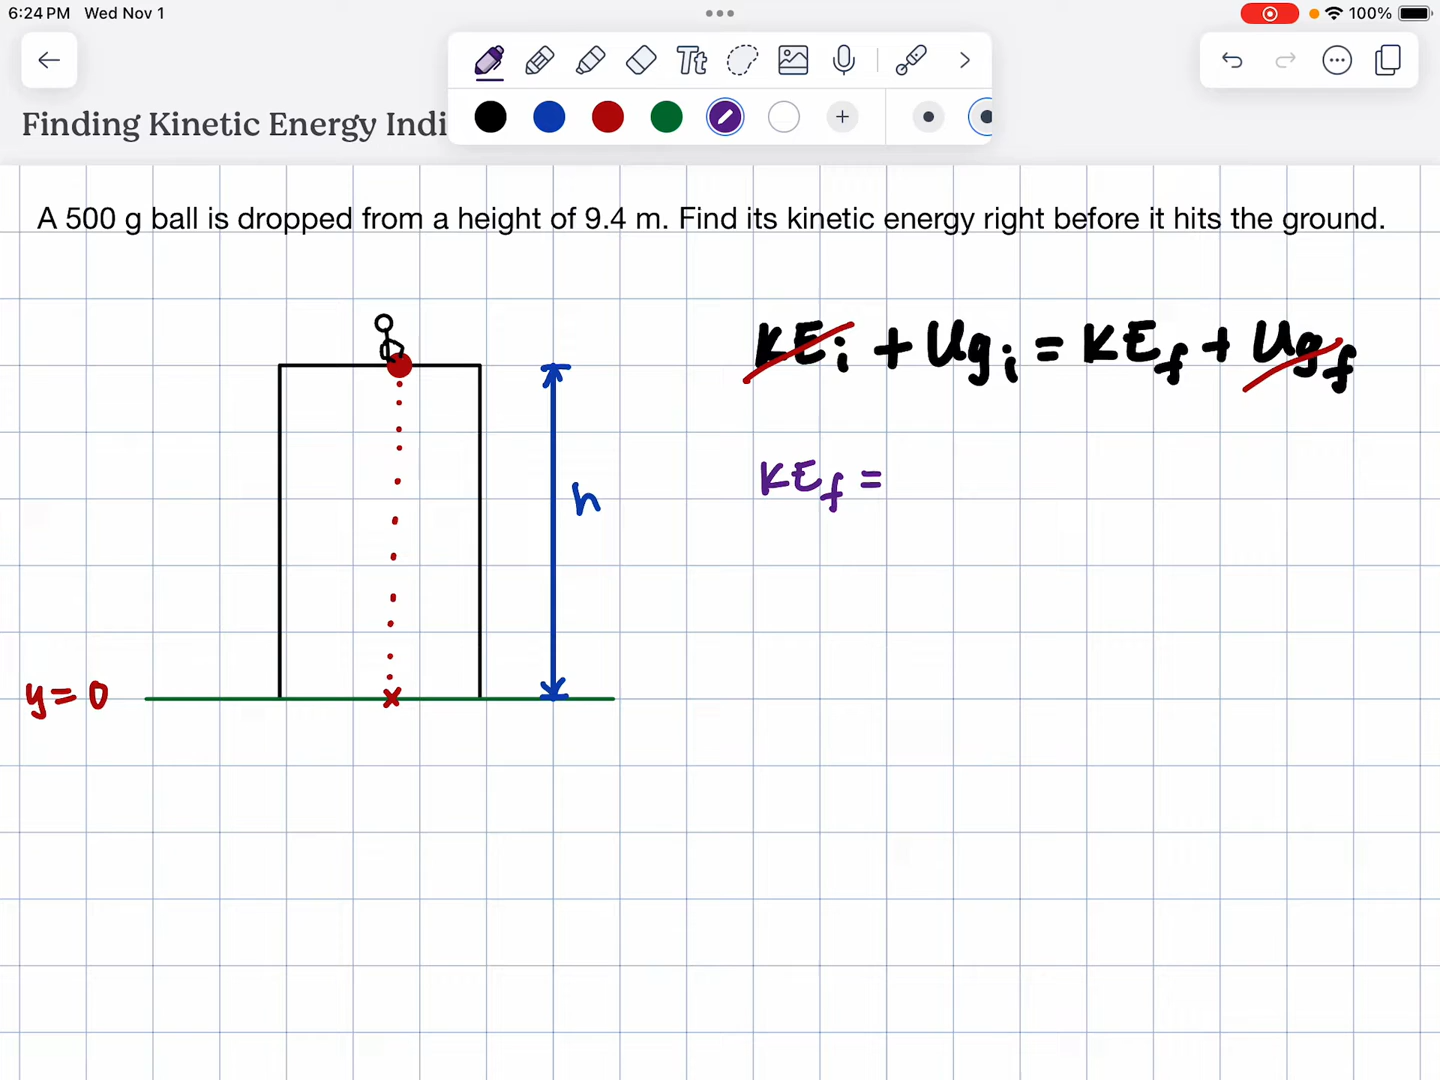 6:24 PM Wed Nov 1
100%
Tt
Finding Kinetic Energy Indi
A 500 g ball is dropped from a height of 9.4 m. Find its kinetic energy right before it hits the ground.
KEi + Ugi = KEf + Ugf
KEf =
h
y = 0